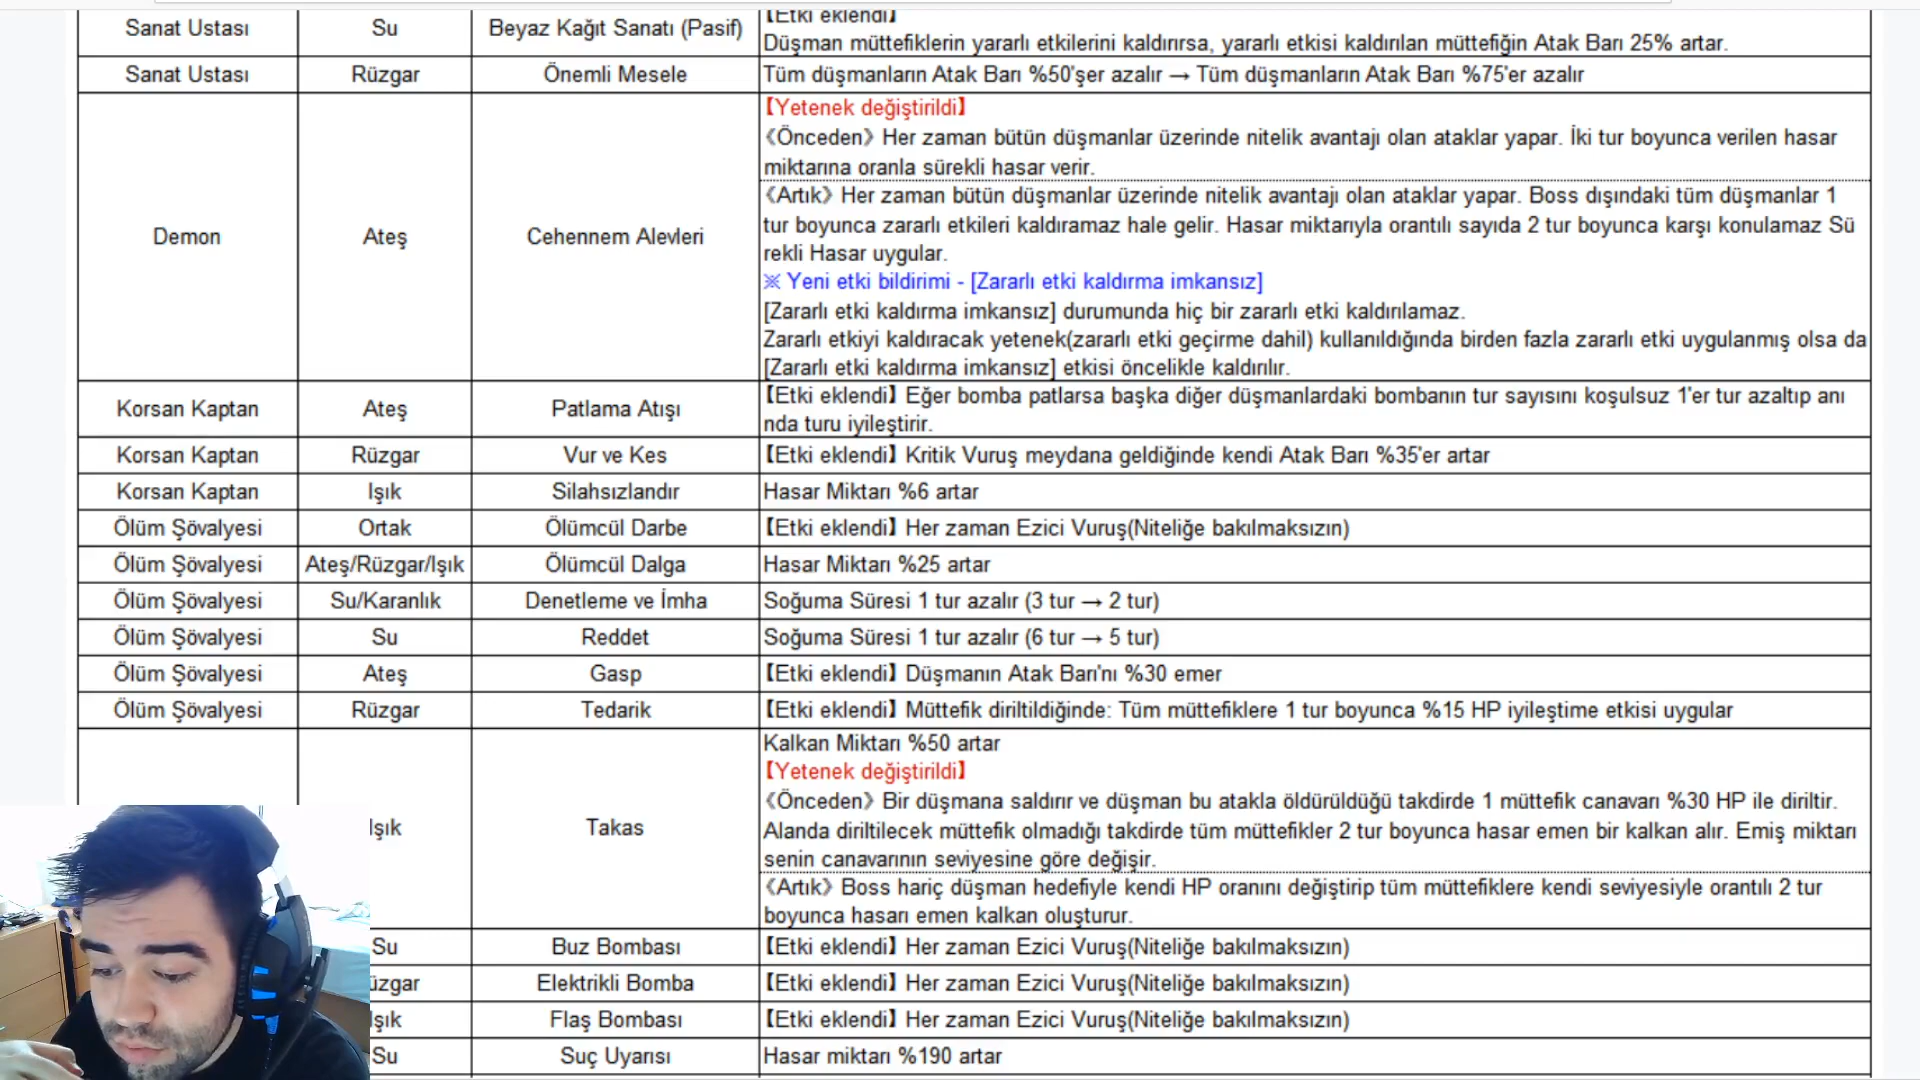 【Etki eklendi】
Sanat Ustası Su Beyaz Kağıt Sanatı (Pasif) Düşman müttefiklerin yararlı etkilerini kaldırırsa, yararlı etkisi kaldırılan müttefiğin Atak Barı 25% artar.
Sanat Ustası Rüzgar Önemli Mesele Tüm düşmanların Atak Barı %50'şer azalır → Tüm düşmanların Atak Barı %75'er azalır
【Yetenek değiştirildi】
《Önceden》 Her zaman bütün düşmanlar üzerinde nitelik avantajı olan ataklar yapar. İki tur boyunca verilen hasar
miktarına oranla sürekli hasar verir.
《Artık》 Her zaman bütün düşmanlar üzerinde nitelik avantajı olan ataklar yapar. Boss dışındaki tüm düşmanlar 1
tur boyunca zararlı etkileri kaldıramaz hale gelir. Hasar miktarıyla orantılı sayıda 2 tur boyunca karşı konulamaz Sü
Demon Ateş Cehennem Alevleri
rekli Hasar uygular.
※ Yeni etki bildirimi - [Zararlı etki kaldırma imkansız]
[Zararlı etki kaldırma imkansız] durumunda hiç bir zararlı etki kaldırılamaz.
Zararlı etkiyi kaldıracak yetenek(zararlı etki geçirme dahil) kullanıldığında birden fazla zararlı etki uygulanmış olsa da
[Zararlı etki kaldırma imkansız] etkisi öncelikle kaldırılır.
Korsan Kaptan Ateş Patlama Atışı 【Etki eklendi】 Eğer bomba patlarsa başka diğer düşmanlardaki bombanın tur sayısını koşulsuz 1'er tur azaltıp anı
nda turu iyileştirir.
Korsan Kaptan Rüzgar Vur ve Kes 【Etki eklendi】 Kritik Vuruş meydana geldiğinde kendi Atak Barı %35'er artar
Korsan Kaptan Işık Silahsızlandır Hasar Miktarı %6 artar
Ölüm Şövalyesi Ortak Ölümcül Darbe 【Etki eklendi】 Her zaman Ezici Vuruş(Niteliğe bakılmaksızın)
Ölüm Şövalyesi Ateş/Rüzgar/Işık Ölümcül Dalga Hasar Miktarı %25 artar
Ölüm Şövalyesi Su/Karanlık Denetleme ve İmha Soğuma Süresi 1 tur azalır (3 tur → 2 tur)
Ölüm Şövalyesi Su Reddet Soğuma Süresi 1 tur azalır (6 tur → 5 tur)
Ölüm Şövalyesi Ateş Gasp 【Etki eklendi】 Düşmanın Atak Barı'nı %30 emer
Ölüm Şövalyesi Rüzgar Tedarik 【Etki eklendi】 Müttefik diriltildiğinde: Tüm müttefiklere 1 tur boyunca %15 HP iyileştime etkisi uygular
Kalkan Miktarı %50 artar
【Yetenek değiştirildi】
《Önceden》 Bir düşmana saldırır ve düşman bu atakla öldürüldüğü takdirde 1 müttefik canavarı %30 HP ile diriltir.
Işık Takas Alanda diriltilecek müttefik olmadığı takdirde tüm müttefikler 2 tur boyunca hasar emen bir kalkan alır. Emiş miktarı
senin canavarının seviyesine göre değişir.
《Artık》 Boss hariç düşman hedefiyle kendi HP oranını değiştirip tüm müttefiklere kendi seviyesiyle orantılı 2 tur
boyunca hasarı emen kalkan oluşturur.
Su Buz Bombası 【Etki eklendi】 Her zaman Ezici Vuruş(Niteliğe bakılmaksızın)
üzgar Elektrikli Bomba 【Etki eklendi】 Her zaman Ezici Vuruş(Niteliğe bakılmaksızın)
Işık Flaş Bombası 【Etki eklendi】 Her zaman Ezici Vuruş(Niteliğe bakılmaksızın)
Su Suç Uyarısı Hasar miktarı %190 artar